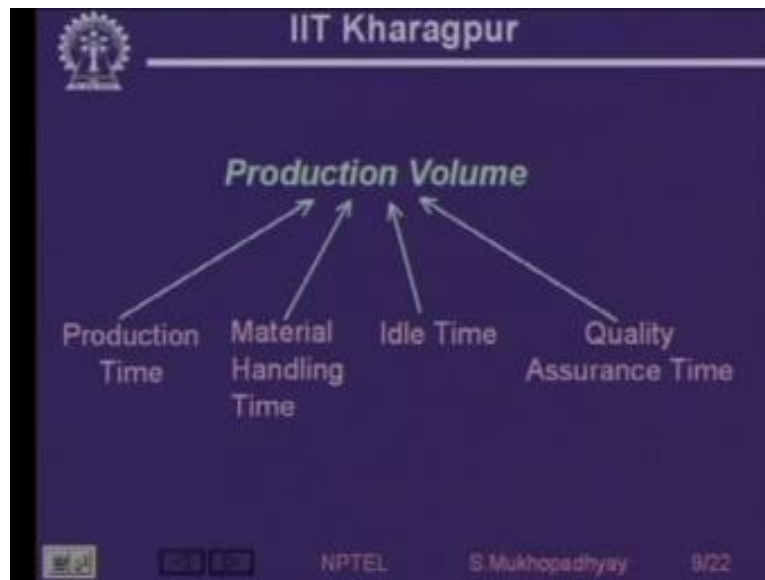 IIT Kharagpur
Production Volume
Production
Time
Material
Handling
Time
Idle Time
Quality
Assurance Time
NPTEL
S.Mukhopadhyay
9/22